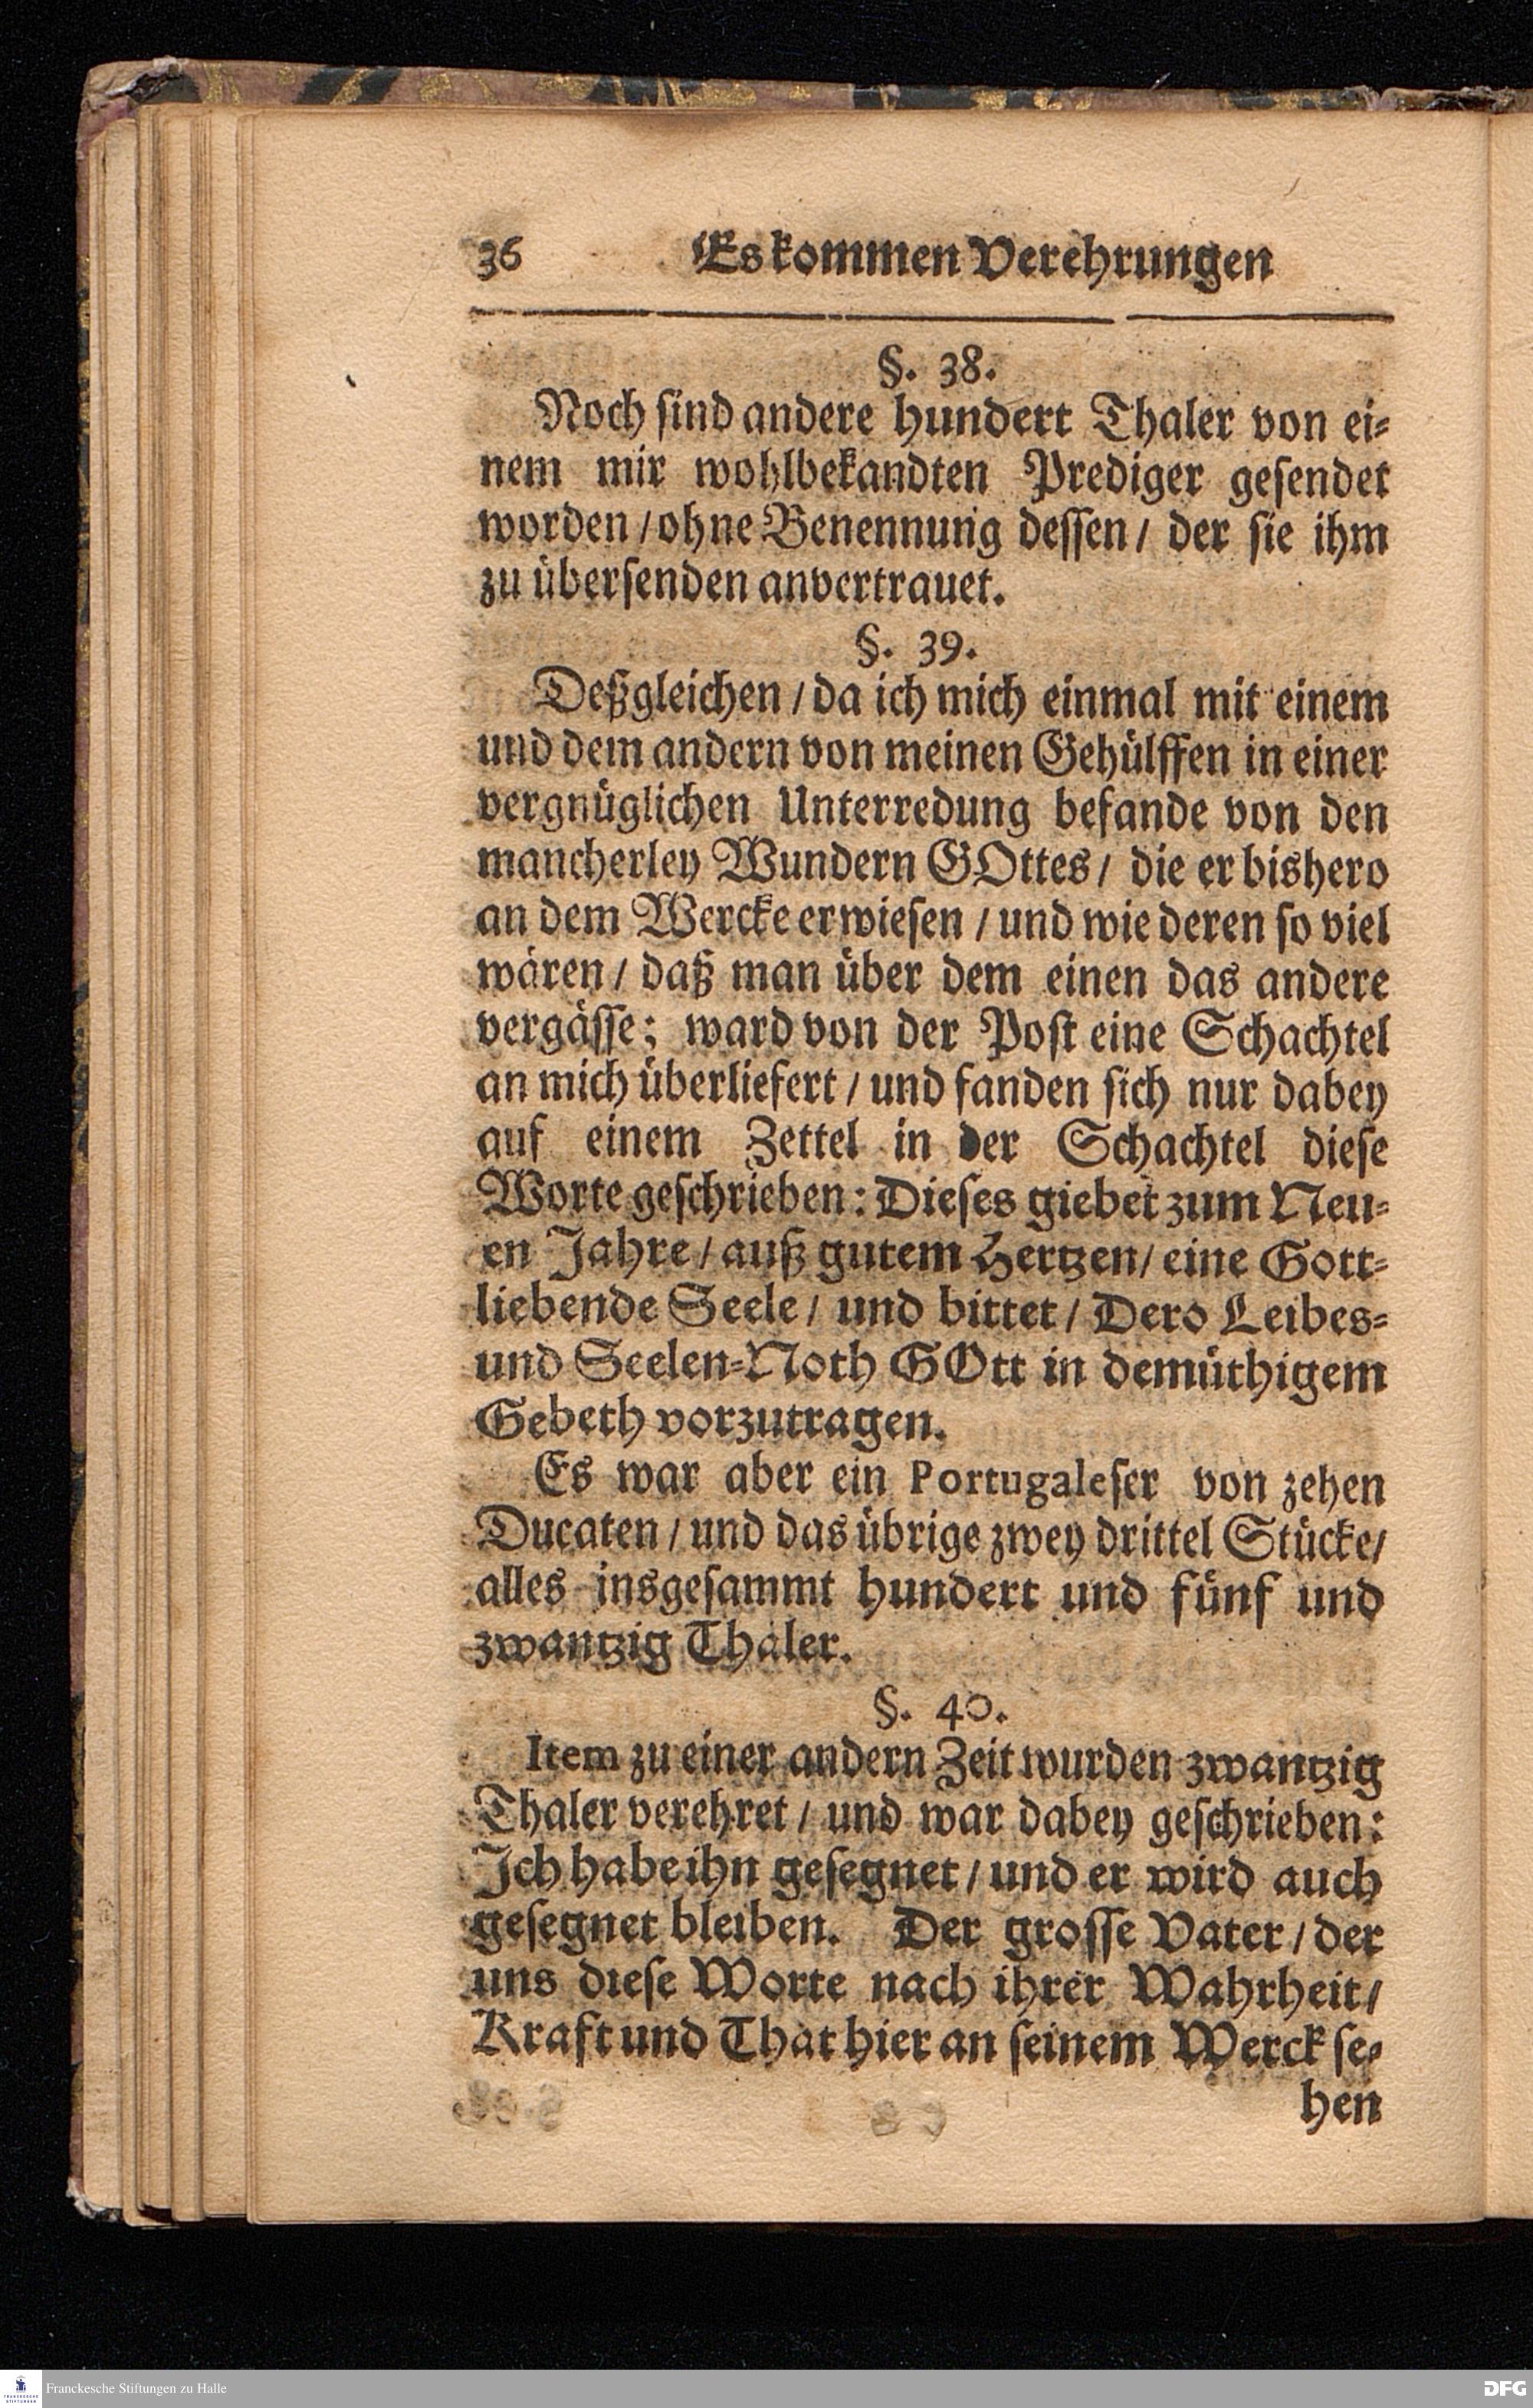 36 Es kommen Verehrungen
§. 38.
Noch sind andere hundert Thaler von ei-
nem mir wohlbekandten Prediger gesendet
worden / ohne Benennung dessen / der sie ihm
zu übersenden anvertrauet.
§. 39.
Deßgleichen / da ich mich einmal mit einem
und dem andern von meinen Gehülffen in einer
vergnüglichen Unterredung befande von den
mancherley Wundern GOttes / die er bishero
an dem Wercke erwiesen / und wie deren so viel
wären / daß man über dem einen das andere
vergässe; ward von der Post eine Schachtel
an mich überliefert / und fanden sich nur dabey
auf einem Zettel in der Schachtel diese
Worte geschrieben: Dieses giebet zum Neu-
en Jahre / auß gutem Hertzen / eine Gott-
liebende Seele / und bittet / Dero Leibes-
und Seelen-Noth GOtt in demüthigem
Gebeth vorzutragen.
Es war aber ein Portugaleser von zehen
Ducaten / und das übrige zwey drittel Stücke /
alles insgesammt hundert und fünf und
zwantzig Thaler.
§. 40.
Item zu einer andern Zeit wurden zwantzig
Thaler verehret / und war dabey geschrieben:
Ich habe ihn gesegnet / und er wird auch
gesegnet bleiben. Der grosse Vater / der
uns diese Worte nach ihrer Wahrheit /
Kraft und That hier an seinem Werck se-
hen
Franckesche Stiftungen zu Halle
DFG